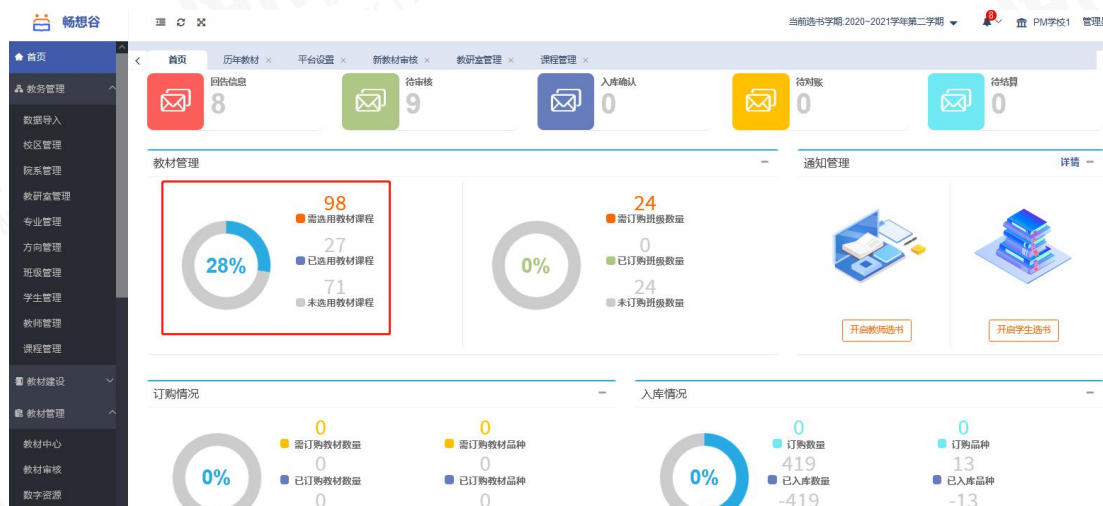 畅想谷
当前选书学期:2020~2021学年第二学期
8
PM学校1
首页
教务管理
数据导入
校区管理
院系管理
教研室管理
专业管理
方向管理
班级管理
学生管理
教师管理
课程管理
教材建设
教材管理
教材中心
教材审核
数字资源
首页 历年教材 × 平台设置 × 新教材审核 × 教研室管理 × 课程管理 ×
回告信息
8
待审核
9
入库确认
0
待对账
0
待结算
0
教材管理
28%
98
需选用教材课程
27
已选用教材课程
71
未选用教材课程
0%
24
需订购班级数量
0
已订购班级数量
24
未订购班级数量
通知管理 详情
开启教师选书
开启学生选书
订购情况
0%
0
需订购教材数量
0
已订购教材数量
0
0
需订购教材品种
0
已订购教材品种
0
入库情况
0%
0
订购数量
419
已入库数量
-419
0
订购品种
13
已入库品种
-13